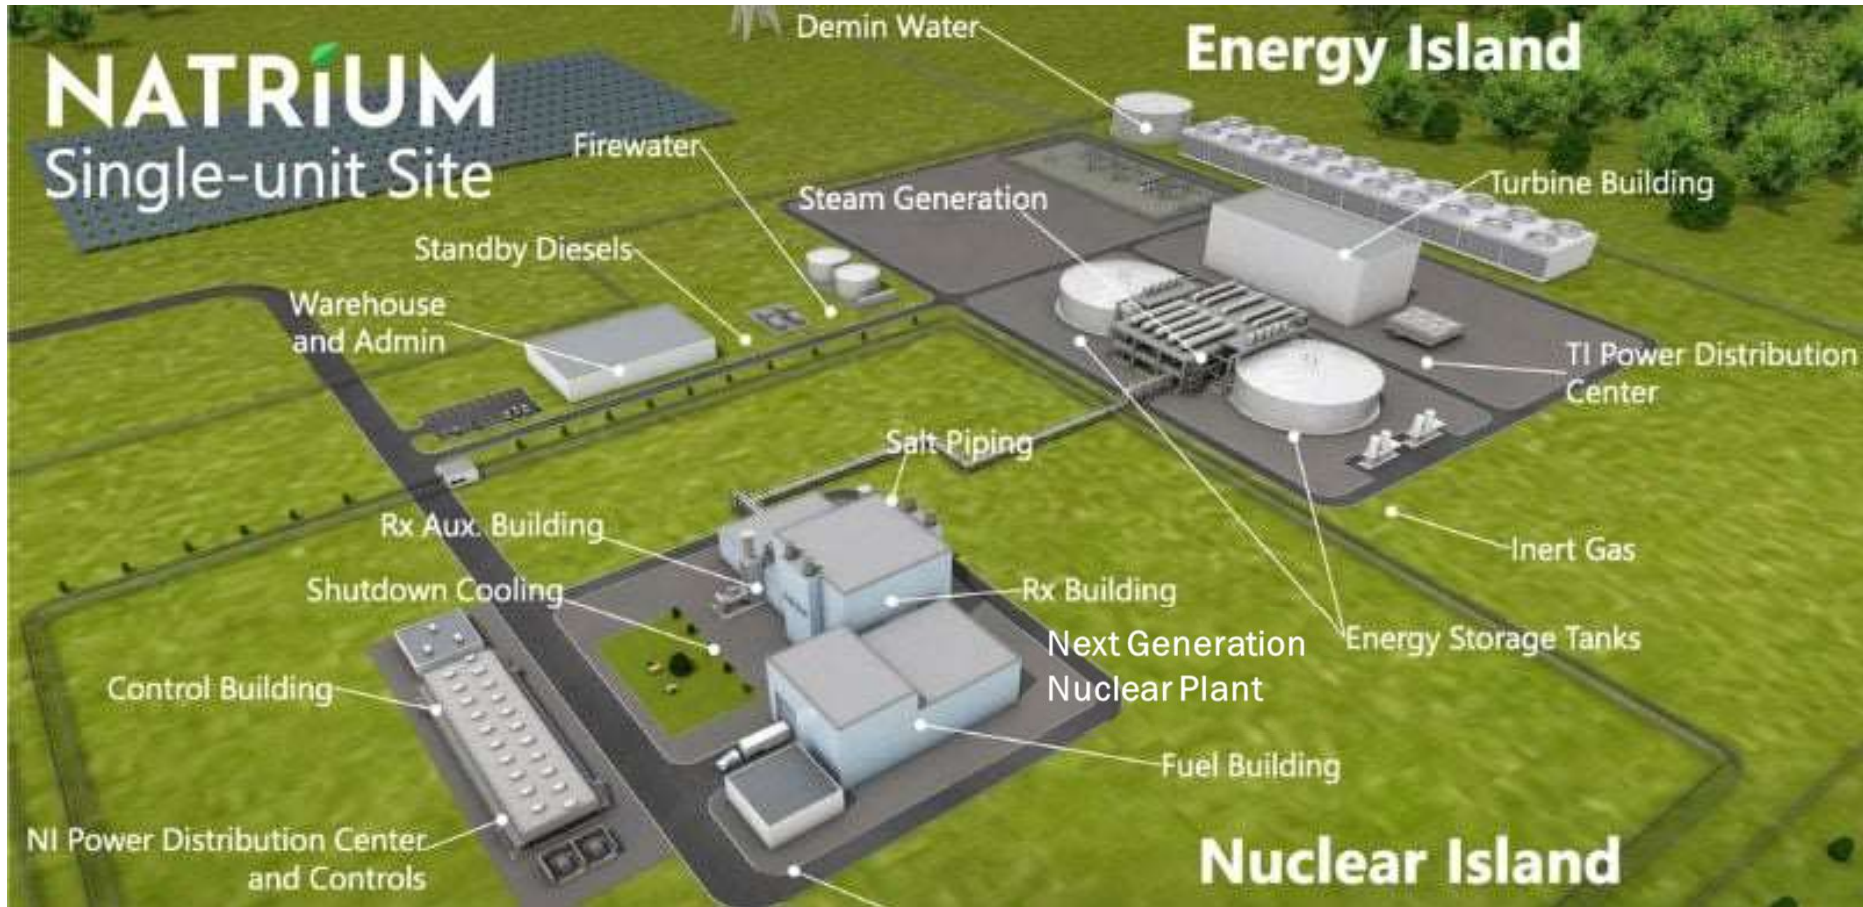 NATRiUM
Single-unit Site
Demin Water
Energy Island
Firewater
Steam Generation
Turbine Building
Standby Diesels
Warehouse
and Admin
TI Power Distribution
Center
Salt Piping
Rx Aux. Building
Inert Gas
Shutdown Cooling
Rx Building
Next Generation
Nuclear Plant
Energy Storage Tanks
Control Building
Fuel Building
NI Power Distribution Center
and Controls
Nuclear Island